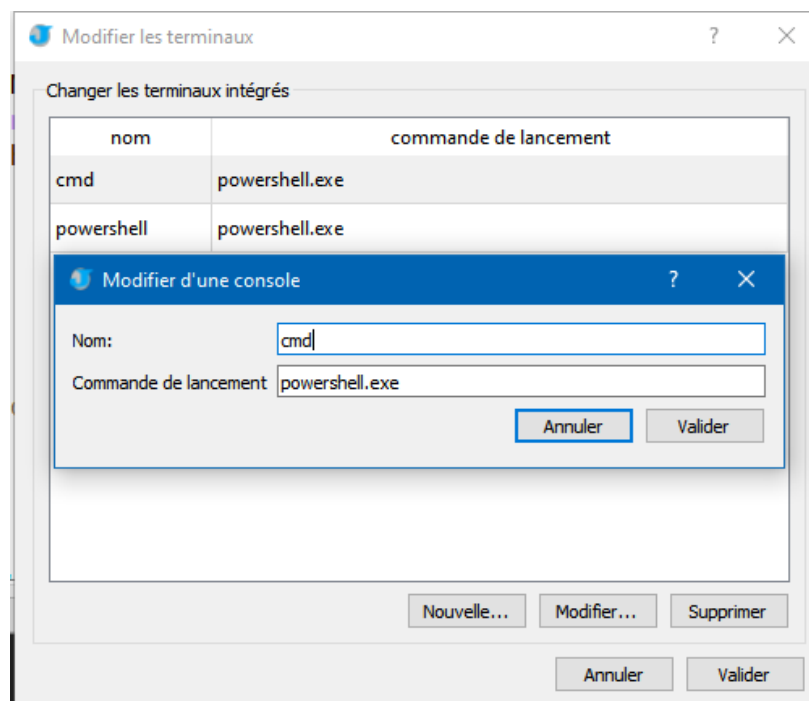 Modifier les terminaux
Changer les terminaux intégrés
nom commande de lancement
cmd powershell.exe
powershell powershell.exe
Modifier d'une console
Nom: cmd
Commande de lancement powershell.exe
Annuler Valider
Nouvelle... Modifier... Supprimer
Annuler Valider